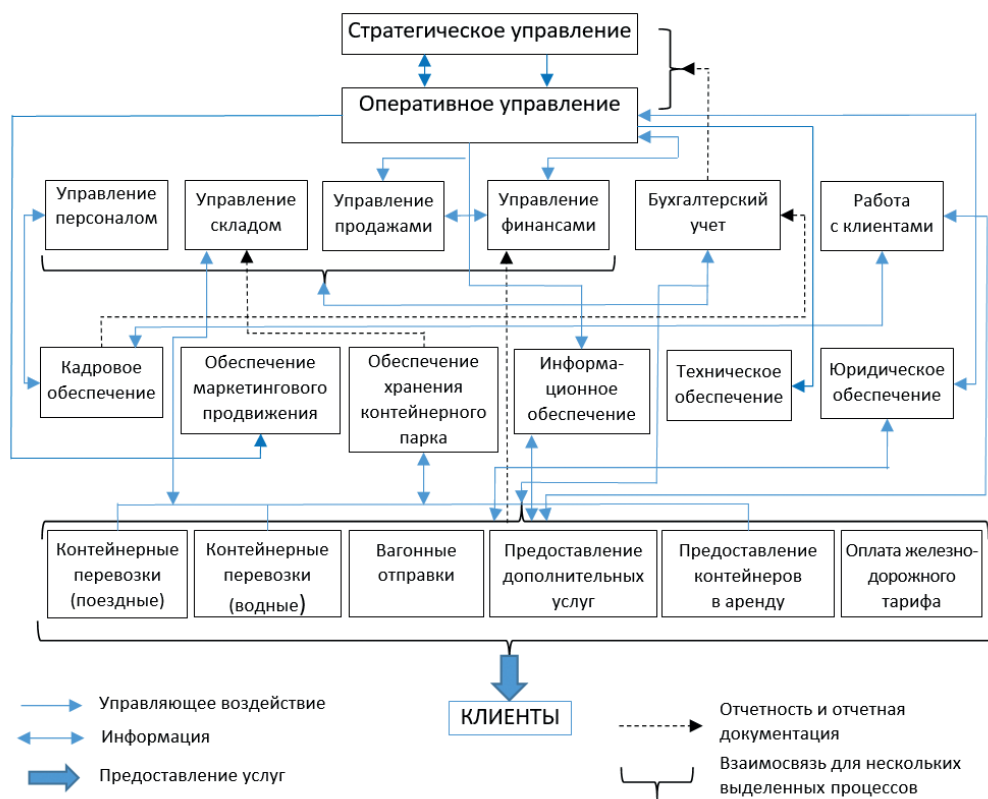 Стратегическое управление
Оперативное управление
Управление
персоналом
Управление
складом
Управление
продажами
Управление
финансами
Бухгалтерский
учет
Работа
с клиентами
Кадровое
обеспечение
Обеспечение
маркетингового
продвижения
Обеспечение
хранения
контейнерного
парка
Информа-
ционное
обеспечение
Техническое
обеспечение
Юридическое
обеспечение
Контейнерные
перевозки
(поездные)
Контейнерные
перевозки
(водные)
Вагонные
отправки
Предоставление
дополнительных
услуг
Предоставление
контейнеров
в аренду
Оплата железно-
дорожного
тарифа
КЛИЕНТЫ
Управляющее воздействие
Информация
Предоставление услуг
Отчетность и отчетная
документация
Взаимосвязь для нескольких
выделенных процессов